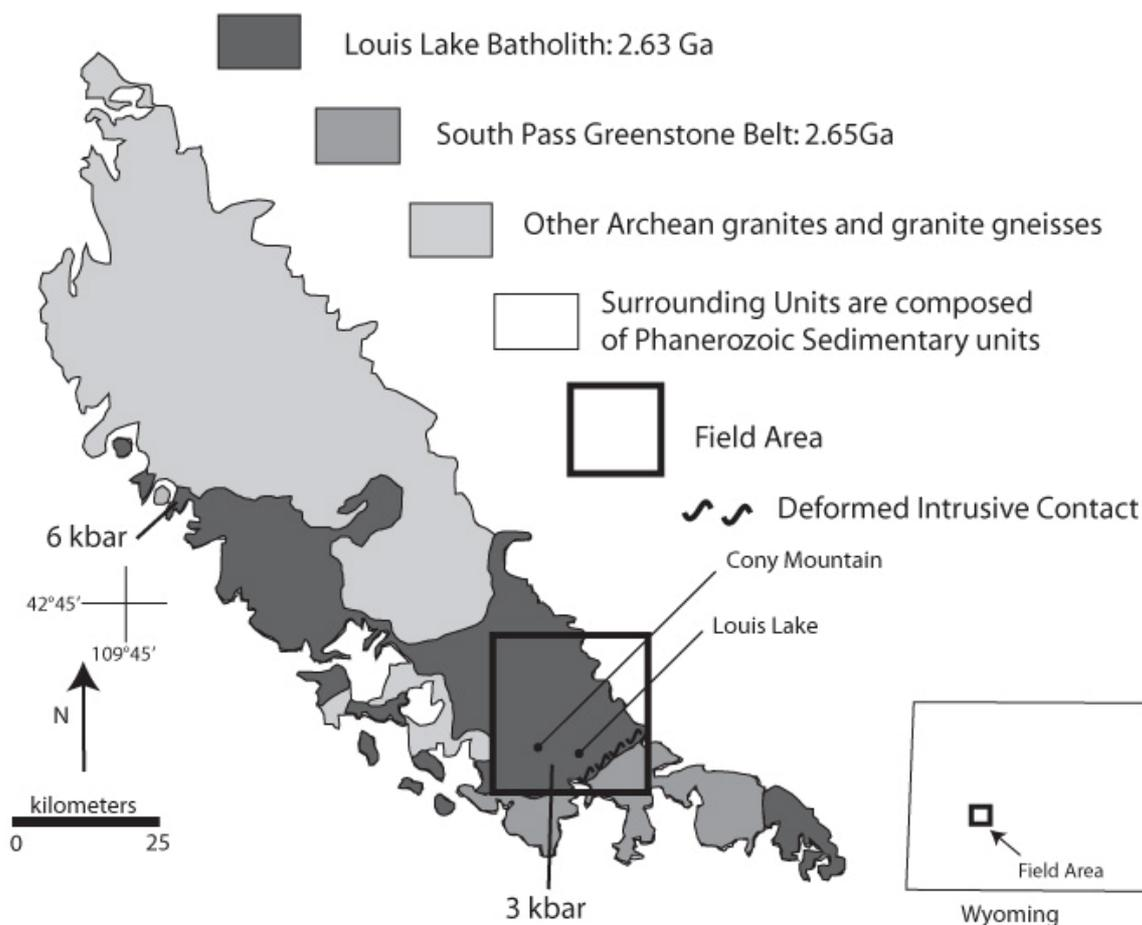 Louis Lake Batholith: 2.63 Ga
South Pass Greenstone Belt: 2.65Ga
Other Archean granites and granite gneisses
Surrounding Units are composed
of Phanerozoic Sedimentary units
Field Area
Deformed Intrusive Contact
6 kbar
Cony Mountain
42°45′
Louis Lake
109°45′
N
kilometers
0 25
3 kbar
Field Area
Wyoming